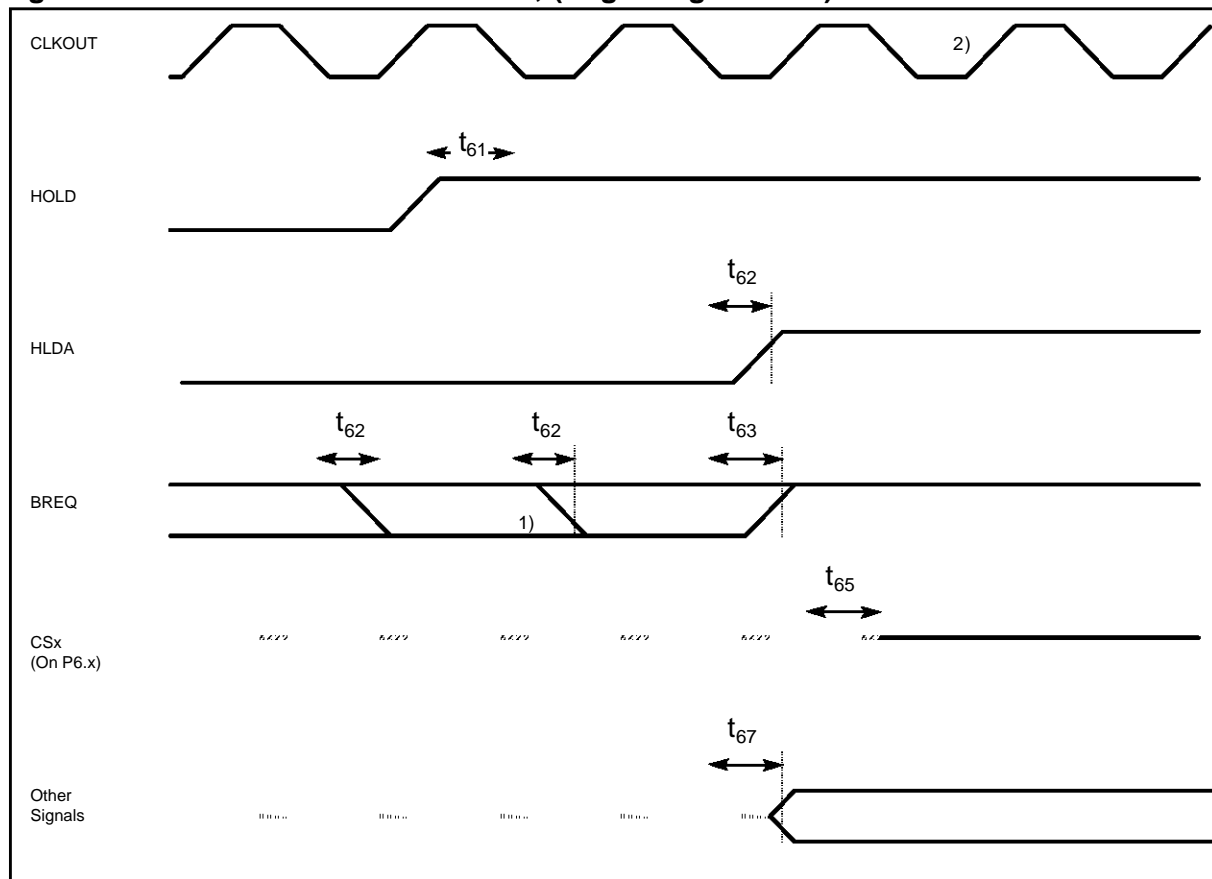 CLKOUT
2)
t61
HOLD
t62
HLDA
t62
t62
t63
BREQ
1)
t65
CSx
(On P6.x)
t67
Other
Signals